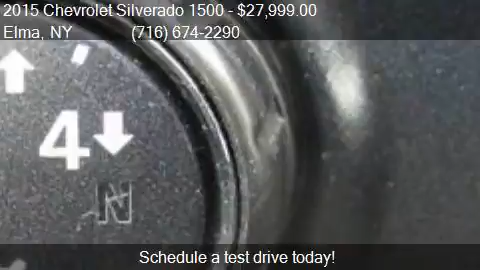 2015 Chevrolet Silverado 1500 - $27,999.00
Elma, NY (716) 674-2290
4
N
Schedule a test drive today!